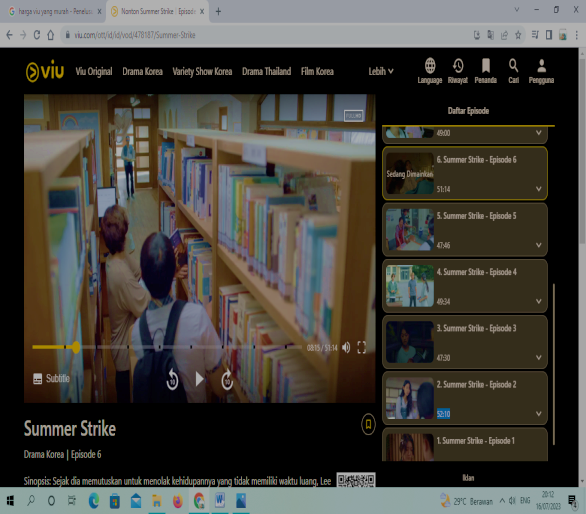 harga viu yang murah - Penelusu
Nonton Summer Strike : Episode
viu.com/ott/id/id/vod/478187/Summer-Strike
viu
Viu Original
Drama Korea
Variety Show Korea
Drama Thailand
Film Korea
Lebih
Language
Riwayat
Penanda
Cari
Pengguna
Daftar Episode
49:00
6. Summer Strike - Episode 6
Sedang Dimainkan
51:14
5. Summer Strike - Episode 5
47:46
4. Summer Strike - Episode 4
49:34
3. Summer Strike - Episode 3
47:30
2. Summer Strike - Episode 2
52:10
1. Summer Strike - Episode 1
Iklan
08:15 / 51:14
Subtitle
10
10
Summer Strike
Drama Korea | Episode 6
Sinopsis: Sejak dia memutuskan untuk menolak kehidupannya yang tidak memiliki waktu luang, Lee
29°C Berawan
ENG
20:12
16/07/2023